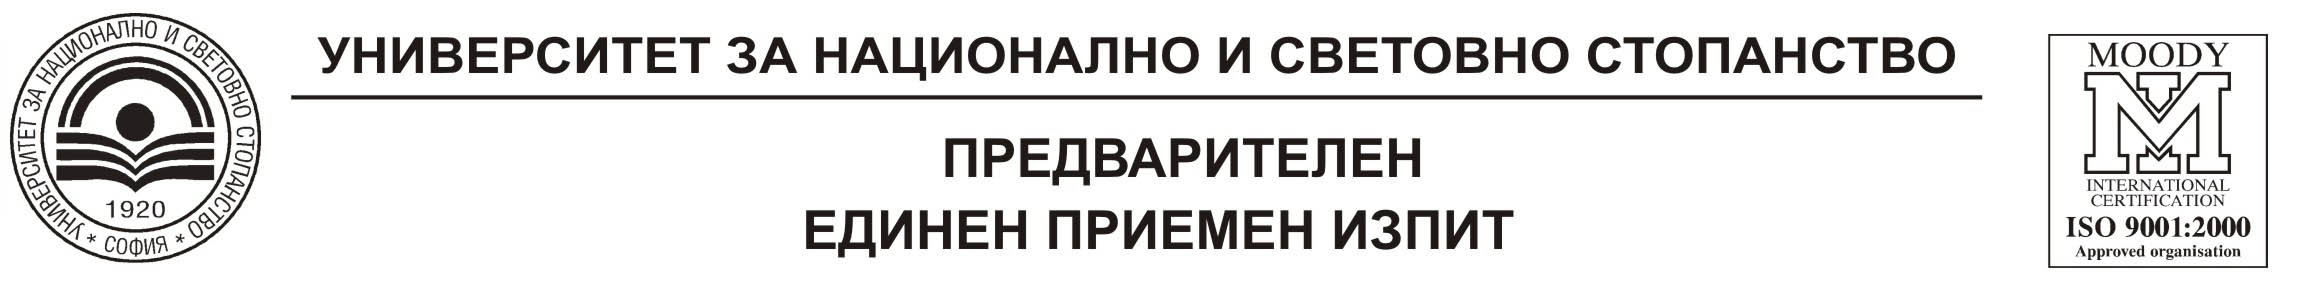 УНИВЕРСИТЕТ ЗА НАЦИОНАЛНО И СВЕТОВНО СТОПАНСТВО
1920
* СОФИЯ *
УНИВЕРСИТЕТ ЗА НАЦИОНАЛНО И СВЕТОВНО СТОПАНСТВО
ПРЕДВАРИТЕЛЕН
ЕДИНЕН ПРИЕМЕН ИЗПИТ
MOODY
M
INTERNATIONAL
CERTIFICATION
ISO 9001:2000
Approved organisation